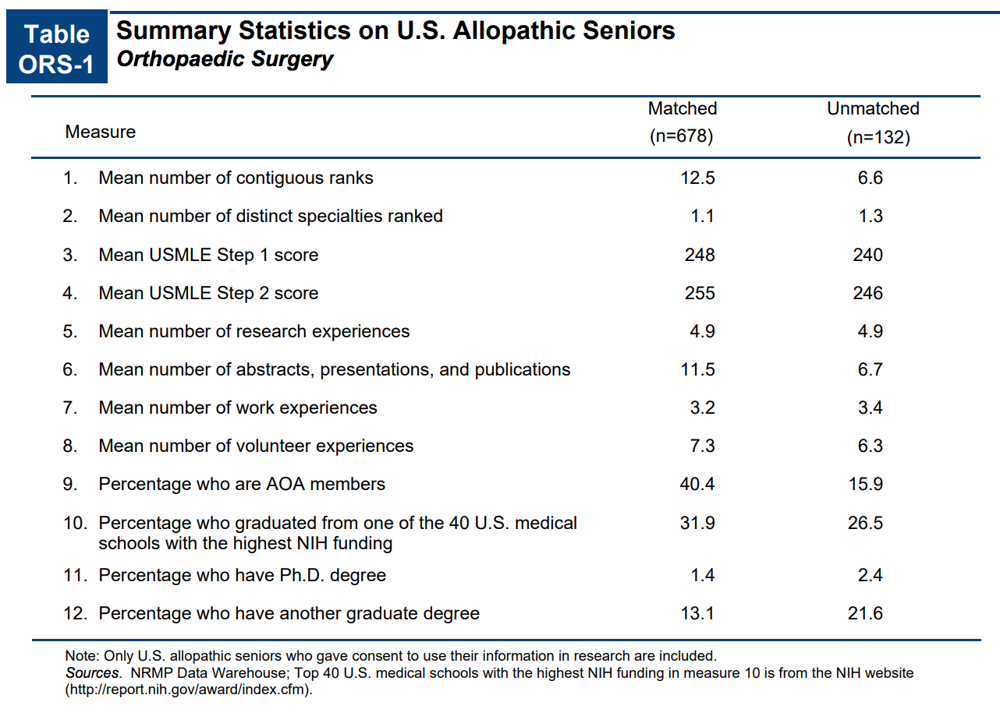 Table
ORS-1
Summary Statistics on U.S. Allopathic Seniors
Orthopaedic Surgery
Measure
Matched
(n=678)
Unmatched
(n=132)
1. Mean number of contiguous ranks 12.5 6.6
2. Mean number of distinct specialties ranked 1.1 1.3
3. Mean USMLE Step 1 score 248 240
4. Mean USMLE Step 2 score 255 246
5. Mean number of research experiences 4.9 4.9
6. Mean number of abstracts, presentations, and publications 11.5 6.7
7. Mean number of work experiences 3.2 3.4
8. Mean number of volunteer experiences 7.3 6.3
9. Percentage who are AOA members 40.4 15.9
10. Percentage who graduated from one of the 40 U.S. medical 31.9 26.5
schools with the highest NIH funding
11. Percentage who have Ph.D. degree 1.4 2.4
12. Percentage who have another graduate degree 13.1 21.6
Note: Only U.S. allopathic seniors who gave consent to use their information in research are included.
Sources. NRMP Data Warehouse; Top 40 U.S. medical schools with the highest NIH funding in measure 10 is from the NIH website
(http://report.nih.gov/award/index.cfm).